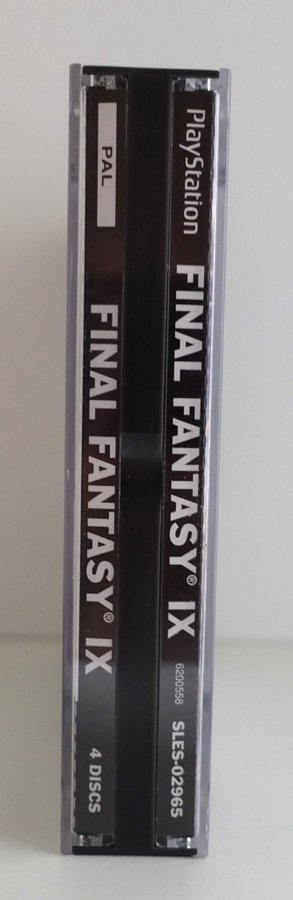 PlayStation
FINAL FANTASY® IX
6200558
SLES-02965
PAL
FINAL FANTASY® IX
4 DISCS